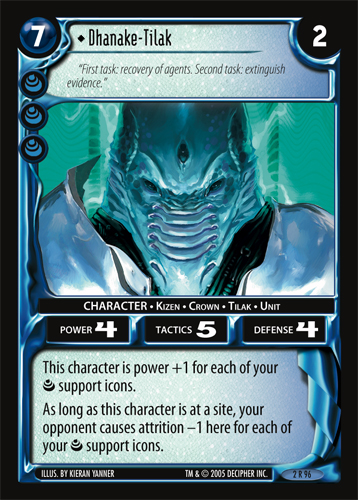 7
• Dhanake-Tilak
2
"First task: recovery of agents. Second task: extinguish
evidence."
CHARACTER • KIZEN • CROWN • TILAK • UNIT
POWER 4
TACTICS 5
DEFENSE 4
This character is power +1 for each of your
support icons.
As long as this character is at a site, your
opponent causes attrition –1 here for each of
your support icons.
ILLUS. BY KIERAN YANNER
TM & © 2005 DECIPHER INC.
2 R 96